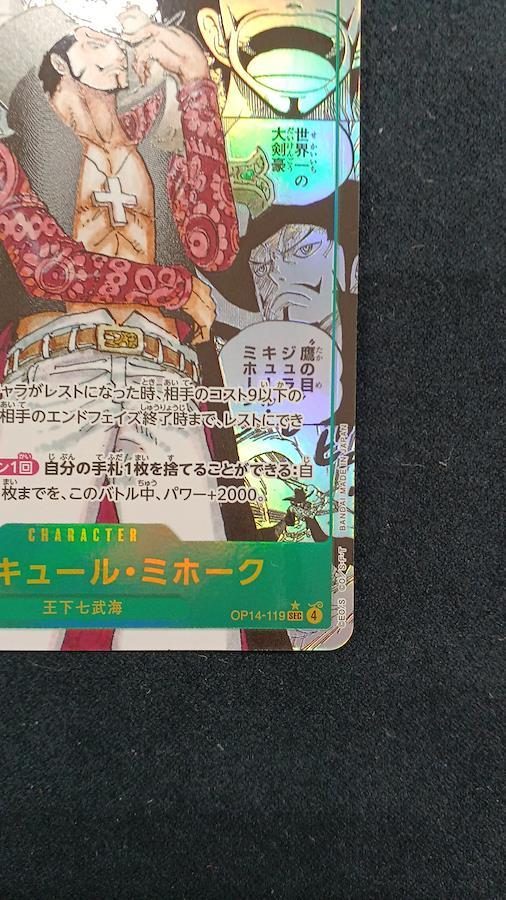 世界一の
大剣豪
"鷹の目"
ジュラ
キュール・
ミホーク
ャラがレストになった時、相手のコスト9以下の
相手のエンドフェイズ終了時まで、レストにでき
ン1回 自分の手札1枚を捨てることができる:自
枚までを、このバトル中、パワー+2000。
CHARACTER
キュール・ミホーク
王下七武海
OP14-119 SEC 4
BANDAI MADE IN JAPAN